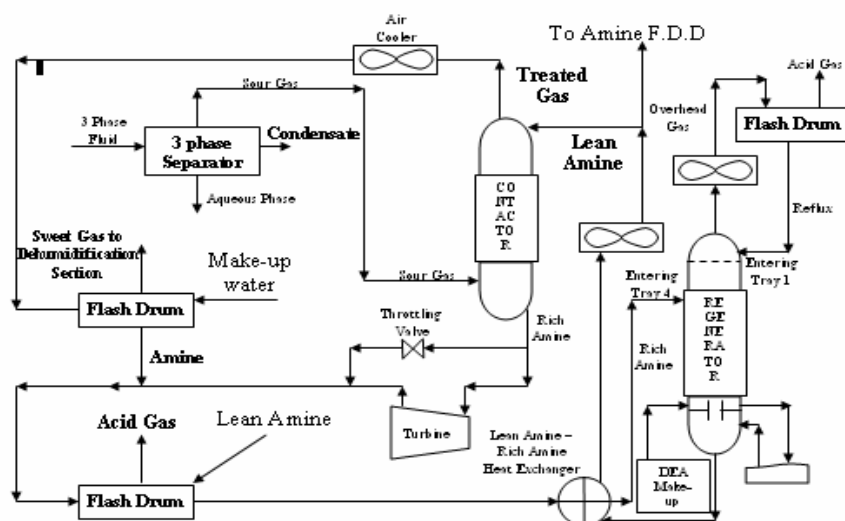 Air
Cooler
To Amine F.D.D
Acid Gas
Sour Gas
Treated
Gas
Overhead
Gas
Flash Drum
3 Phase
Fluid
3 phase
Separator
Condensate
Lean
Amine
CO
NT
AC
TO
R
Aqueous Phase
Reflux
Sweet Gas to
Dehumidification
Section
Make-up
water
Sour Gas
Entering
Tray 4
Entering
Tray 1
Flash Drum
Throttling
Valve
Rich
Amine
RE
GE
NE
RA
TO
R
Rich
Amine
Amine
Acid Gas
Lean Amine
Turbine
Lean Amine –
Rich Amine
Heat Exchanger
Flash Drum
DEA
Make-
up